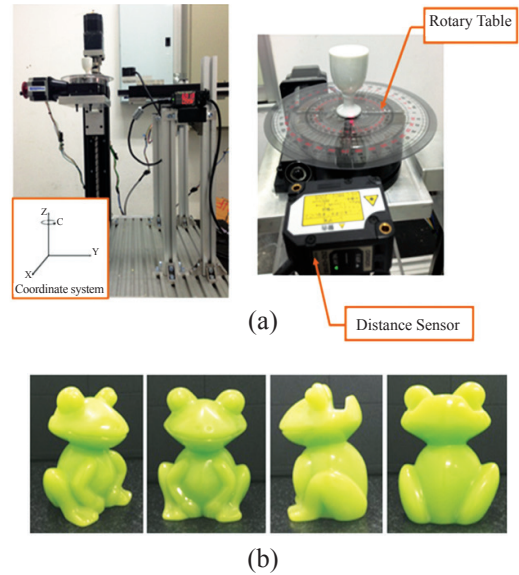 Rotary Table
Z
C
Y
X
Coordinate system
Distance Sensor
(a)
(b)